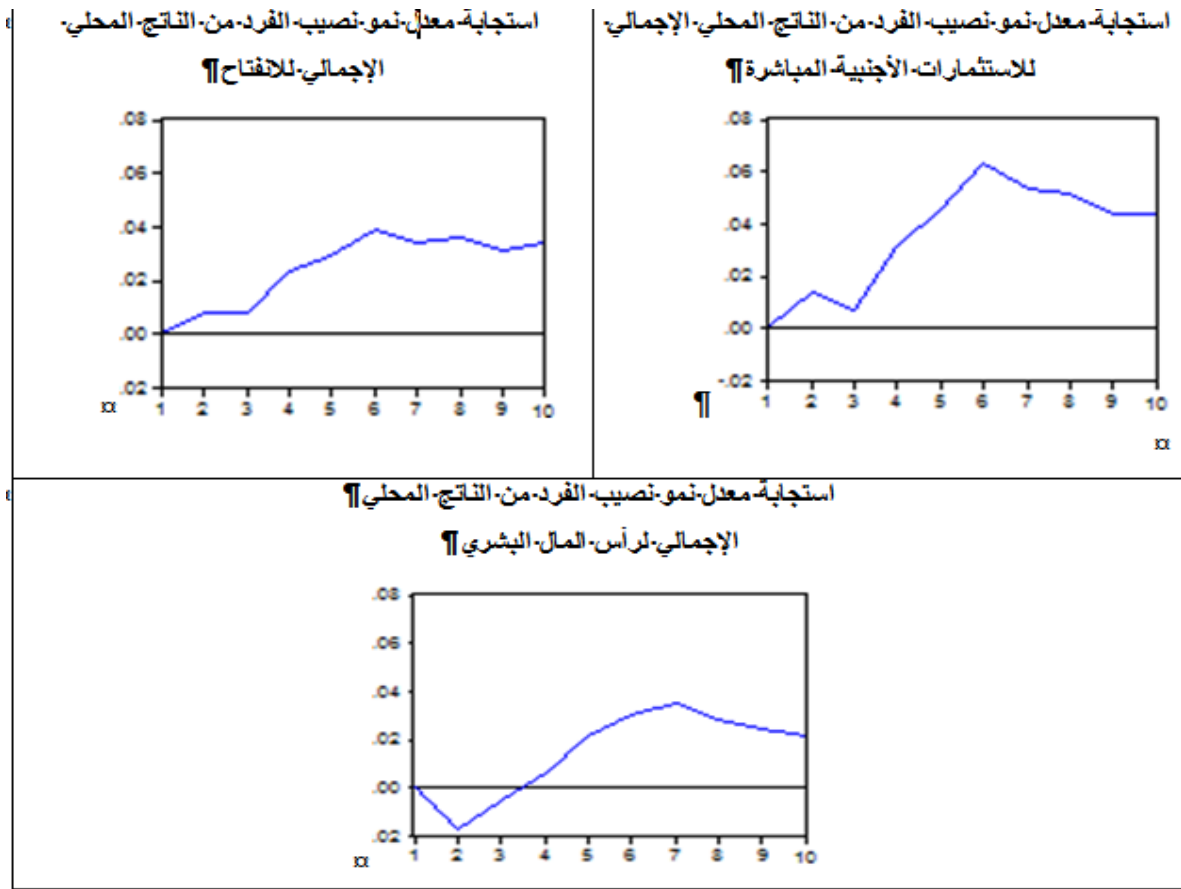 استجابة-معدل-نمو-نصيب-الفرد-من-الناتج-المحلي-الإجمالي-
للاستثمارات-الأجنبية-المباشرة¶
.08
.06
.04
.02
.00
-.02
1 2 3 4 5 6 7 8 9 10
¶
¤
استجابة-معدل-نمو-نصيب-الفرد-من-الناتج-المحلي-
الإجمالي-للانفتاح¶
.08
.06
.04
.02
.00
.02
1 2 3 4 5 6 7 8 9 10
¤
استجابة-معدل-نمو-نصيب-الفرد-من-الناتج-المحلي¶
الإجمالي-لرأس-المال-البشري¶
.08
.06
.04
.02
.00
.02
1 2 3 4 5 6 7 8 9 10
¤